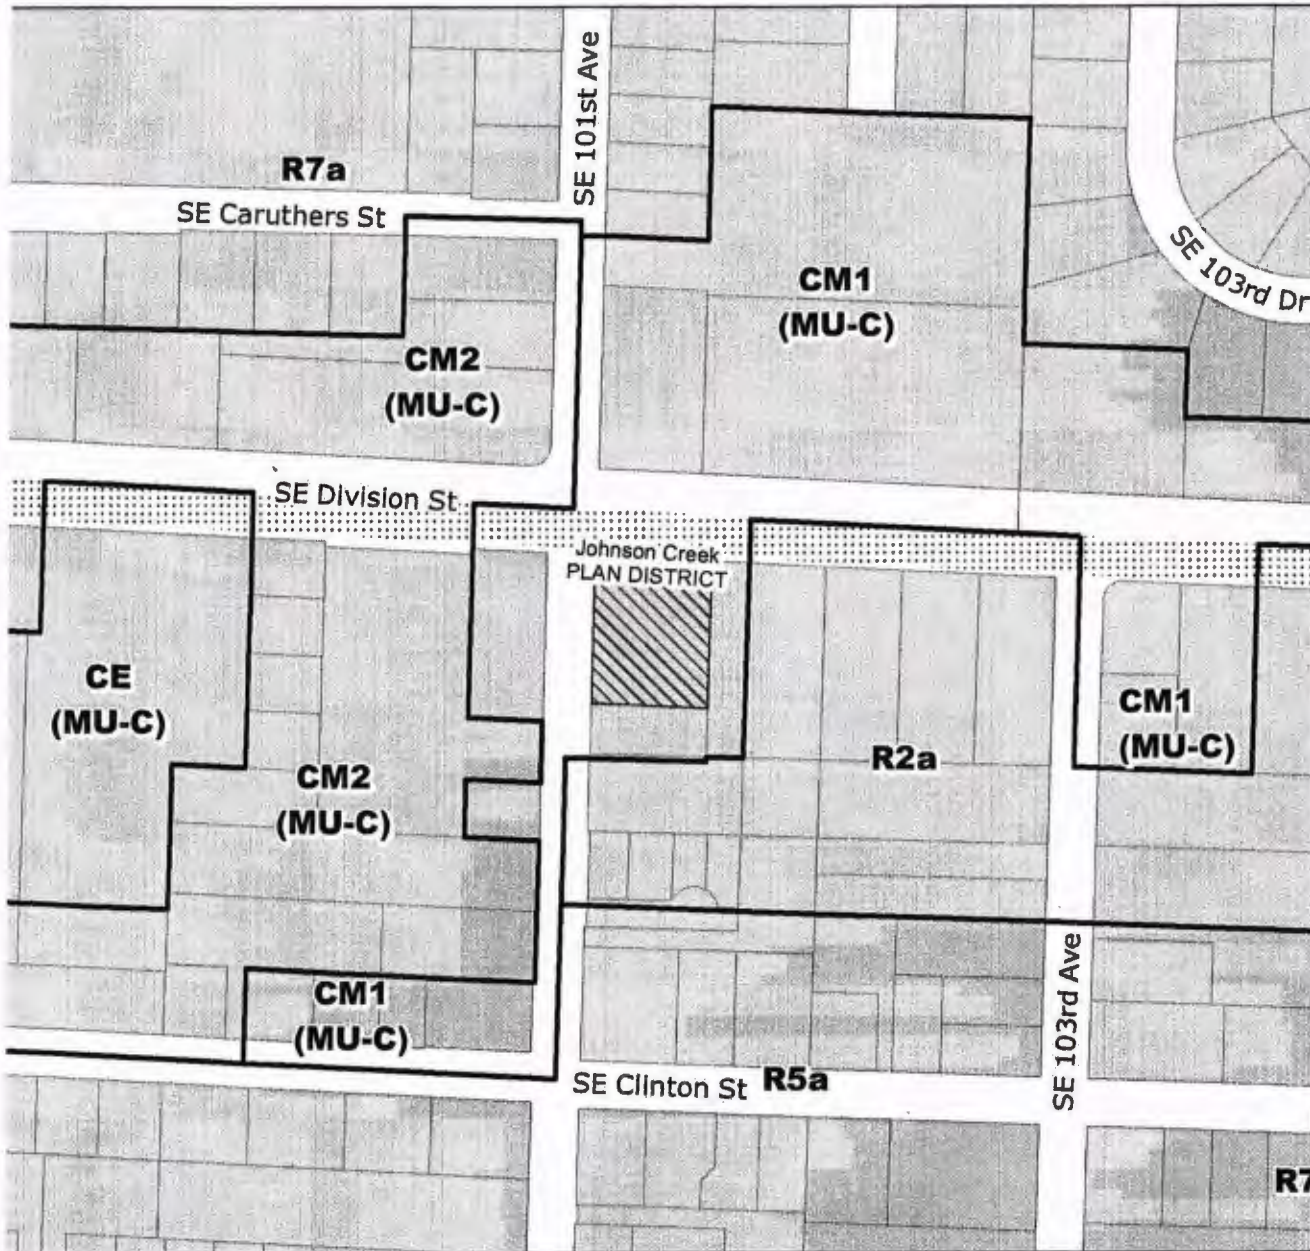 SE 101st Ave
R7a
SE Caruthers St
SE 103rd Dr
CM1
(MU-C)
CM2
(MU-C)
SE Division St
Johnson Creek
PLAN DISTRICT
CE
(MU-C)
CM1
(MU-C)
R2a
CM2
(MU-C)
SE 103rd Ave
CM1
(MU-C)
SE Clinton St
R5a
R7